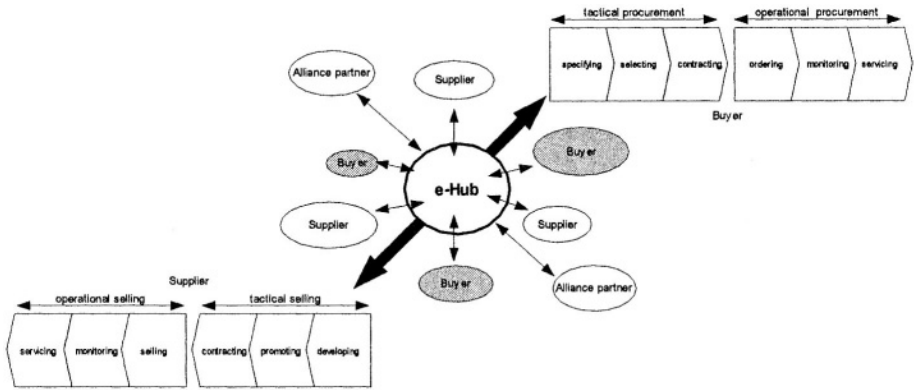 tactical procurement operational procurement
specifying selecting contracting ordering monitoring servicing
Buyer
Alliance partner
Supplier
Buyer
Buyer
e-Hub
Supplier
Supplier
Buyer
Alliance partner
Supplier
operational selling tactical selling
servicing monitoring selling contracting promoting developing